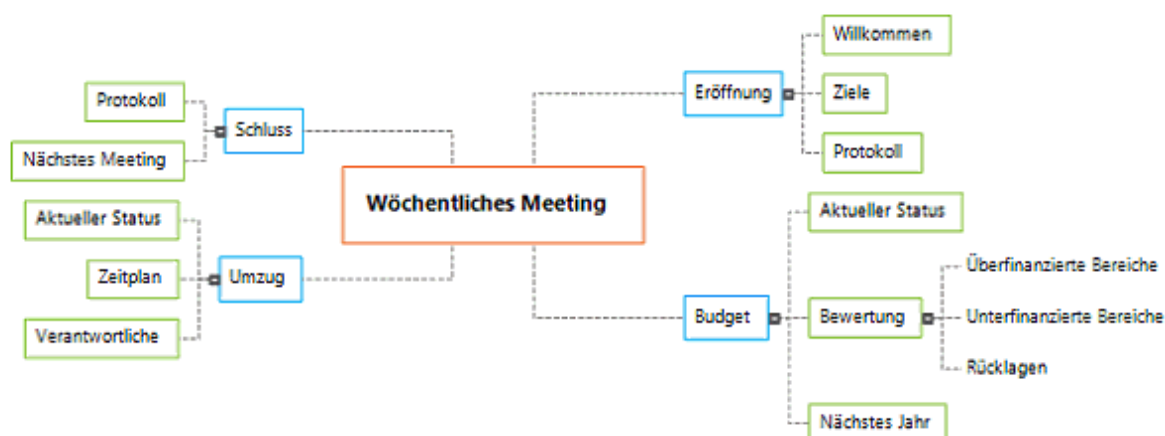 Willkommen
Eröffnung
Ziele
Protokoll
Protokoll
Schluss
Nächstes Meeting
Wöchentliches Meeting
Aktueller Status
Zeitplan
Umzug
Verantwortliche
Aktueller Status
Budget
Bewertung
Überfinanzierte Bereiche
Unterfinanzierte Bereiche
Rücklagen
Nächstes Jahr